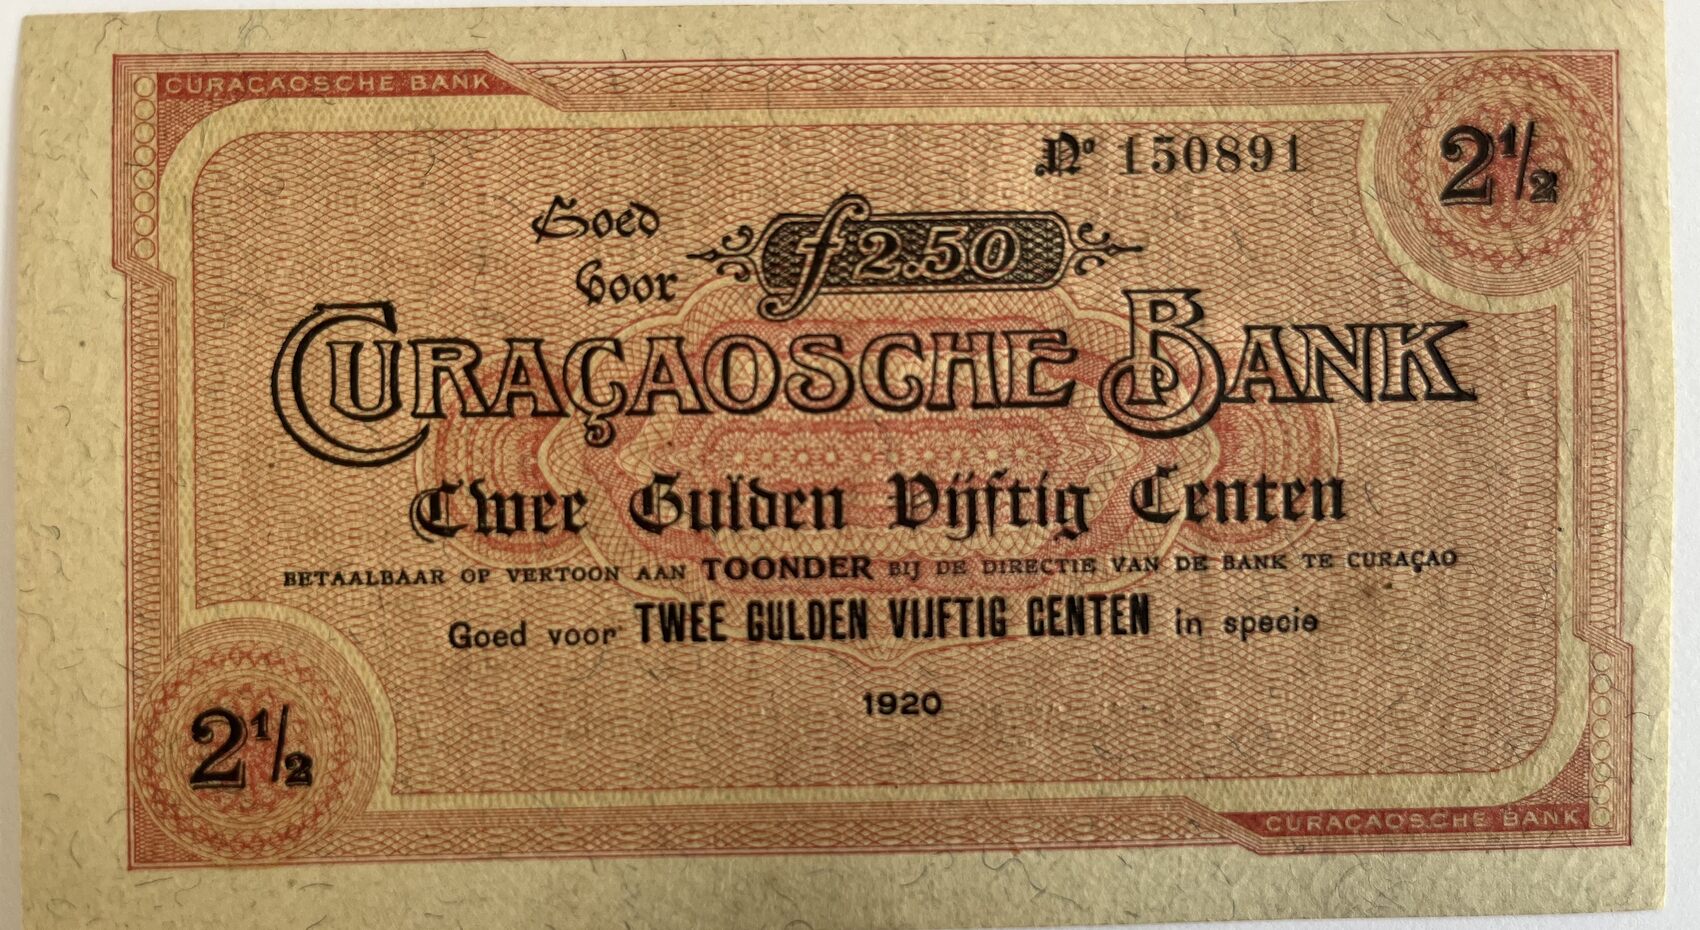 CURAÇAOSCHE BANK
Nº 150891
2½
Goed
voor
ƒ 2.50
CURAÇAOSCHE BANK
Twee Gulden Vijftig Centen
BETAALBAAR OP VERTOON AAN TOONDER BIJ DE DIRECTIE VAN DE BANK TE CURAÇAO
Goed voor TWEE GULDEN VIJFTIG CENTEN in specie
1920
2½
CURAÇAOSCHE BANK